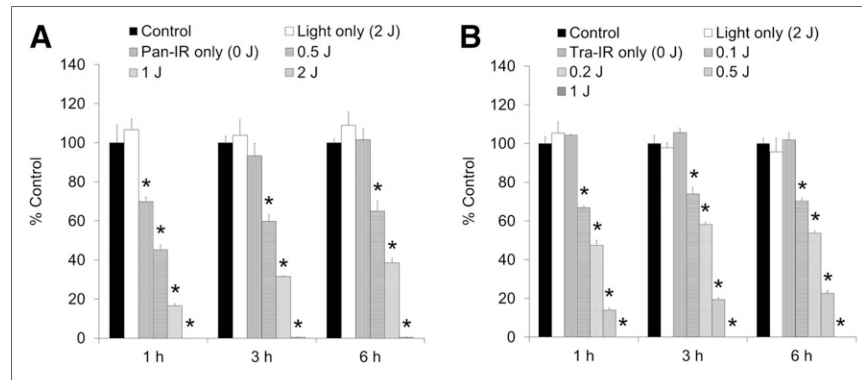 A
Control
Light only (2 J)
Pan-IR only (0 J)
0.5 J
1 J
2 J
% Control
140
120
100
80
60
40
20
0
* * * *
* * *
* * *
1 h
3 h
6 h
B
Control
Light only (2 J)
Tra-IR only (0 J)
0.1 J
0.2 J
0.5 J
1 J
% Control
140
120
100
80
60
40
20
0
* * * *
* * * *
* * * *
1 h
3 h
6 h